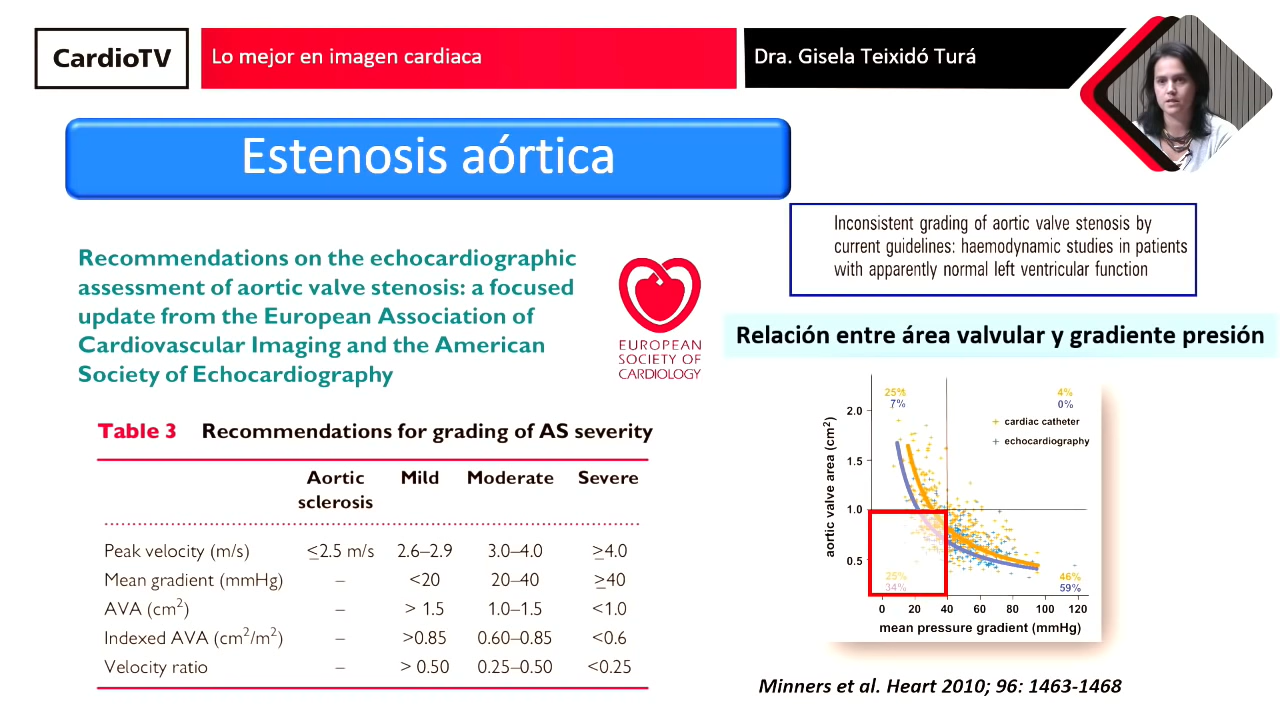 CardioTV
Lo mejor en imagen cardiaca
Dra. Gisela Teixidó Turá
Estenosis aórtica
Inconsistent grading of aortic valve stenosis by
current guidelines: haemodynamic studies in patients
with apparently normal left ventricular function
Recommendations on the echocardiographic
assessment of aortic valve stenosis: a focused
update from the European Association of
Cardiovascular Imaging and the American
Society of Echocardiography
EUROPEAN
SOCIETY OF
CARDIOLOGY
Relación entre área valvular y gradiente presión
Table 3 Recommendations for grading of AS severity
Aortic sclerosis Mild Moderate Severe
Peak velocity (m/s) ≤2.5 m/s 2.6–2.9 3.0–4.0 ≥4.0
Mean gradient (mmHg) – <20 20–40 ≥40
AVA (cm²) – > 1.5 1.0–1.5 <1.0
Indexed AVA (cm²/m²) – >0.85 0.60–0.85 <0.6
Velocity ratio – > 0.50 0.25–0.50 <0.25
25% 4%
7% 0%
cardiac catheter
echocardiography
aortic valve area (cm²)
2.0
1.5
1.0
0.5
25% 46%
34% 59%
0 20 40 60 80 100 120
mean pressure gradient (mmHg)
Minners et al. Heart 2010; 96: 1463-1468